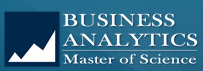 BUSINESS
ANALYTICS
Master of Science